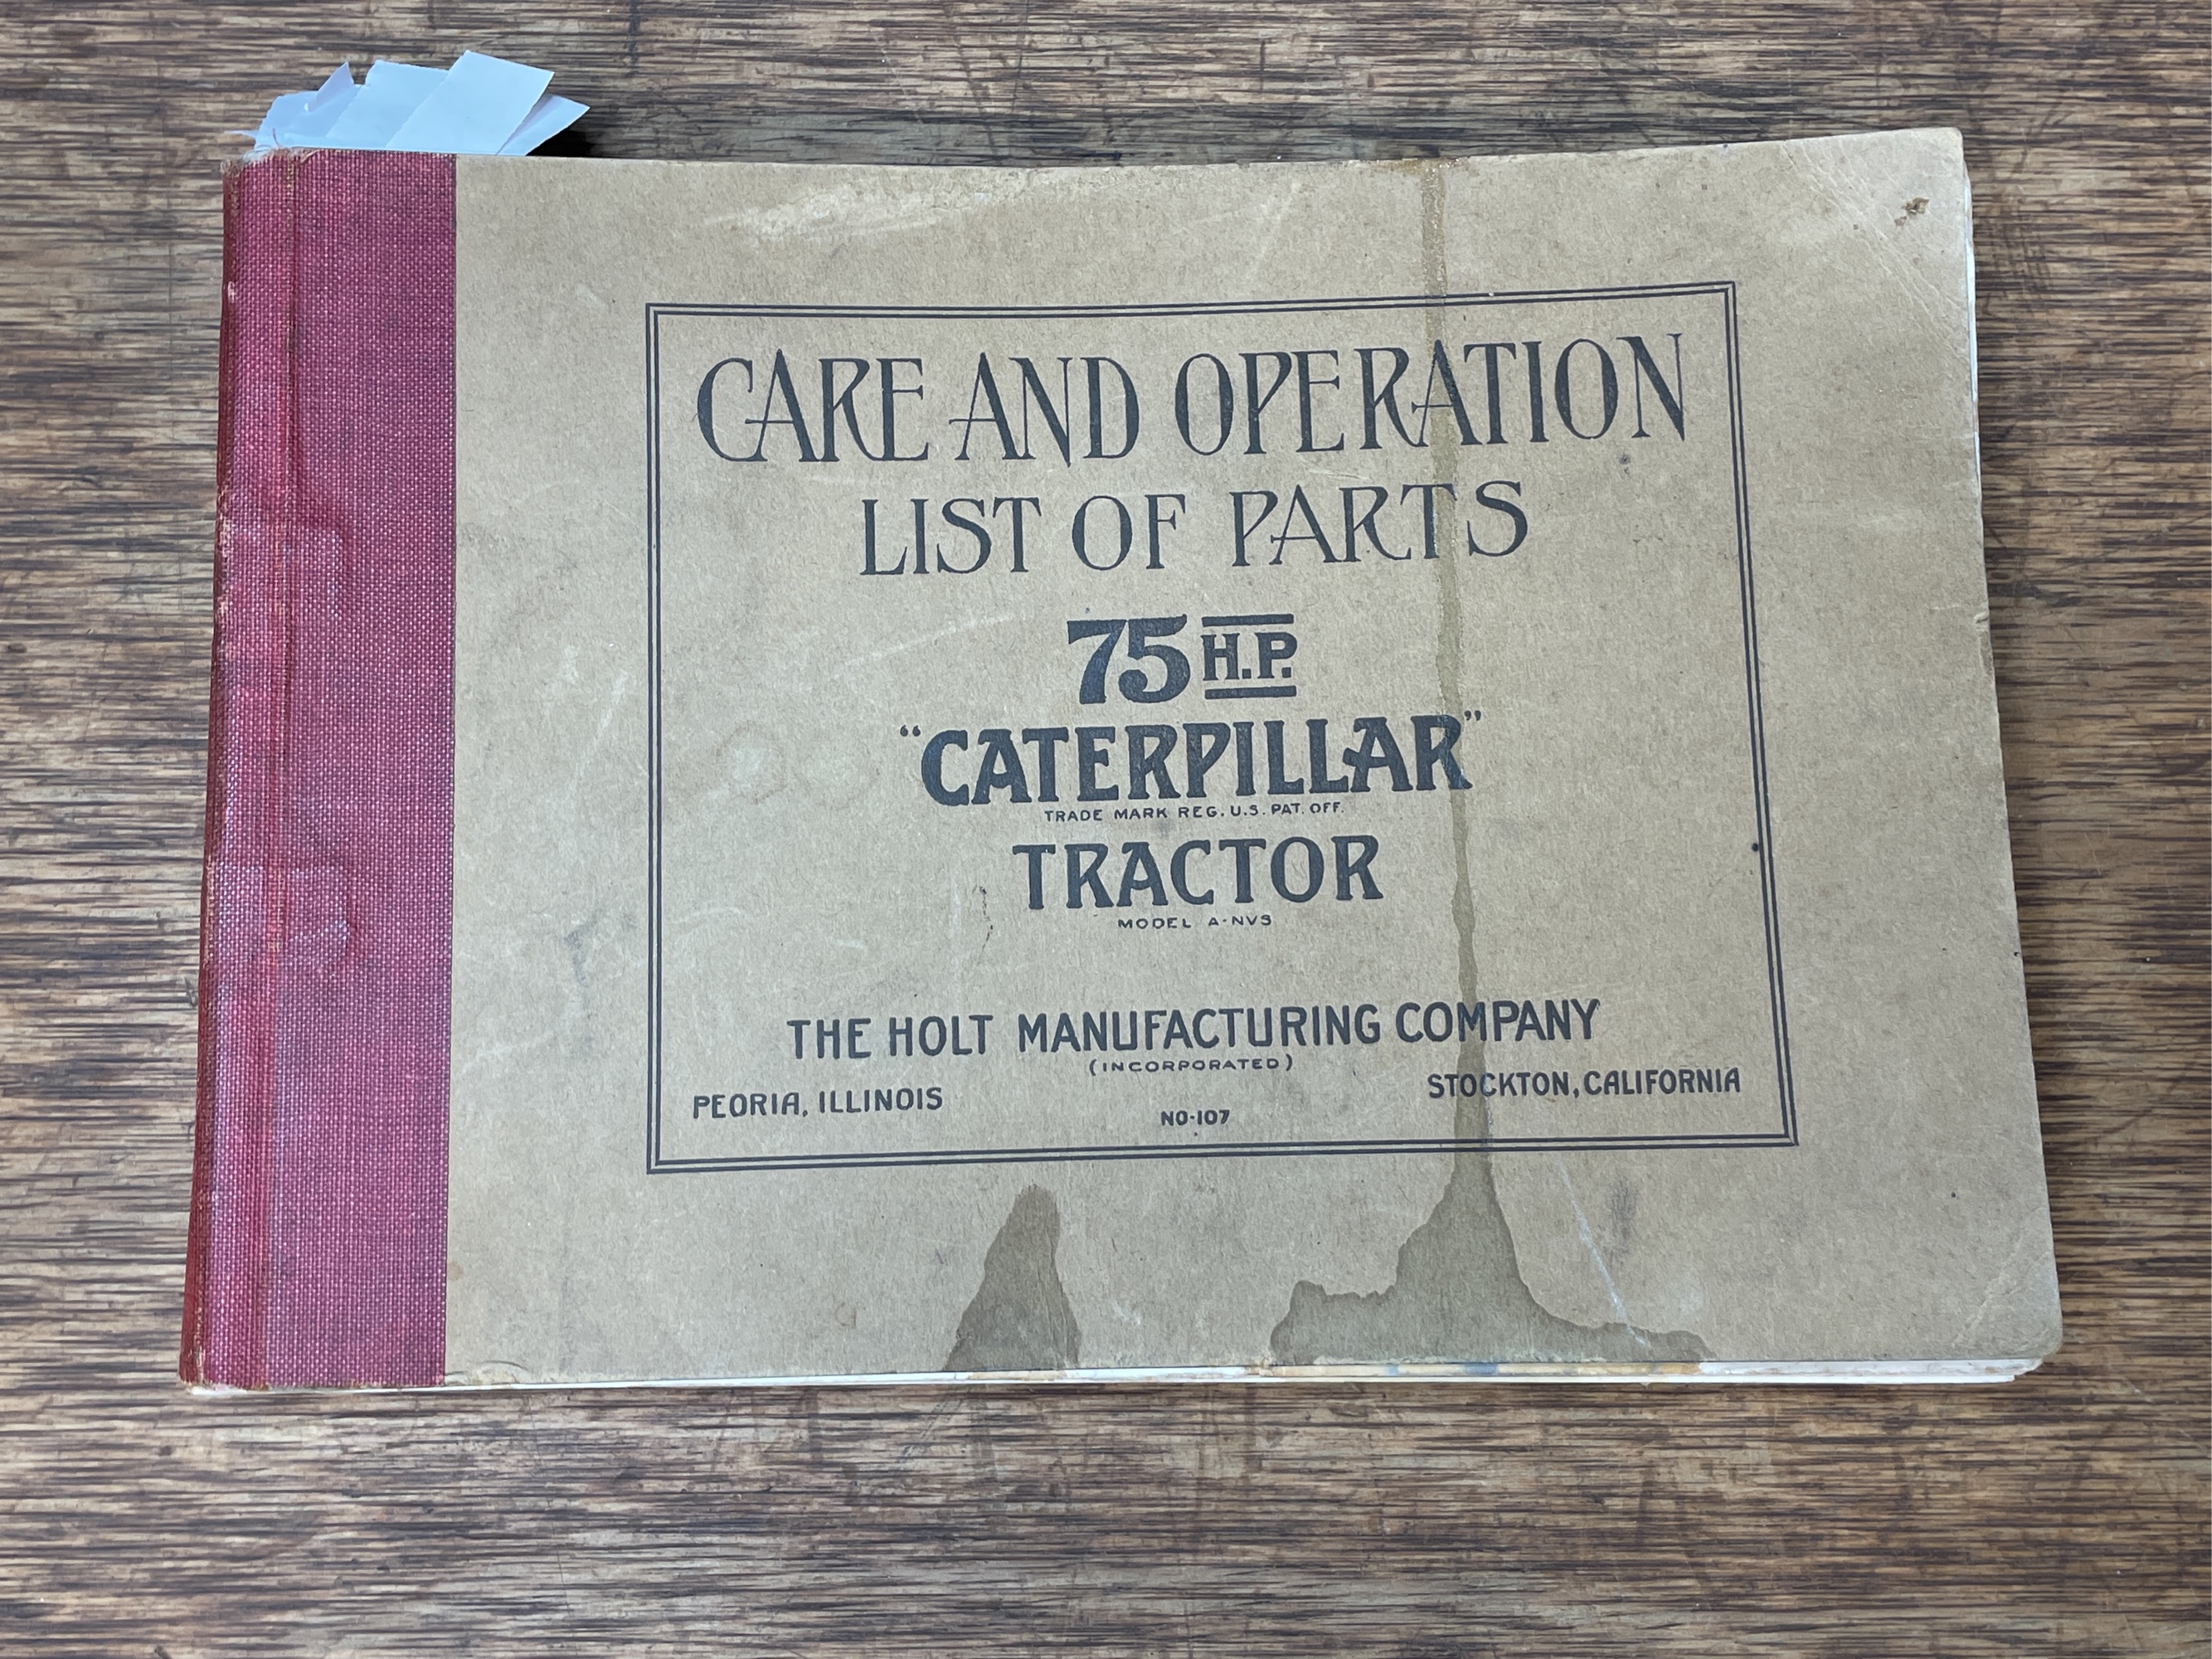 CARE AND OPERATION
LIST OF PARTS
75 H.P.
"CATERPILLAR"
TRADE MARK REG. U.S. PAT. OFF.
TRACTOR
MODEL A-NVS
THE HOLT MANUFACTURING COMPANY
(INCORPORATED)
PEORIA, ILLINOIS STOCKTON, CALIFORNIA
NO-107